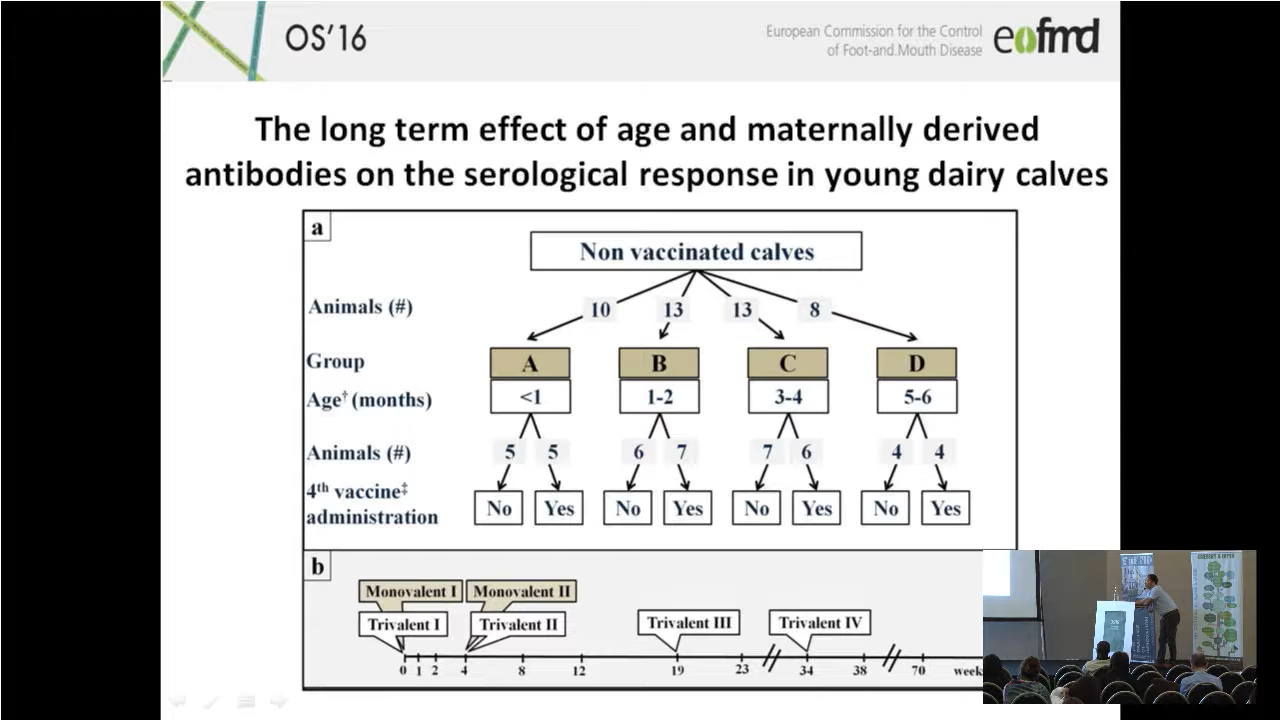 OS'16
European Commission for the Control
of Foot-and.Mouth Disease
eofmd
The long term effect of age and maternally derived
antibodies on the serological response in young dairy calves
a
Non vaccinated calves
Animals (#)
10 13 13 8
Group
A B C D
Age† (months)
<1 1-2 3-4 5-6
Animals (#)
5 5 6 7 7 6 4 4
4th vaccine‡
administration
No Yes No Yes No Yes No Yes
b
Monovalent I Monovalent II
Trivalent I Trivalent II Trivalent III Trivalent IV
0 1 2 4 8 12 19 23 34 38 70 week